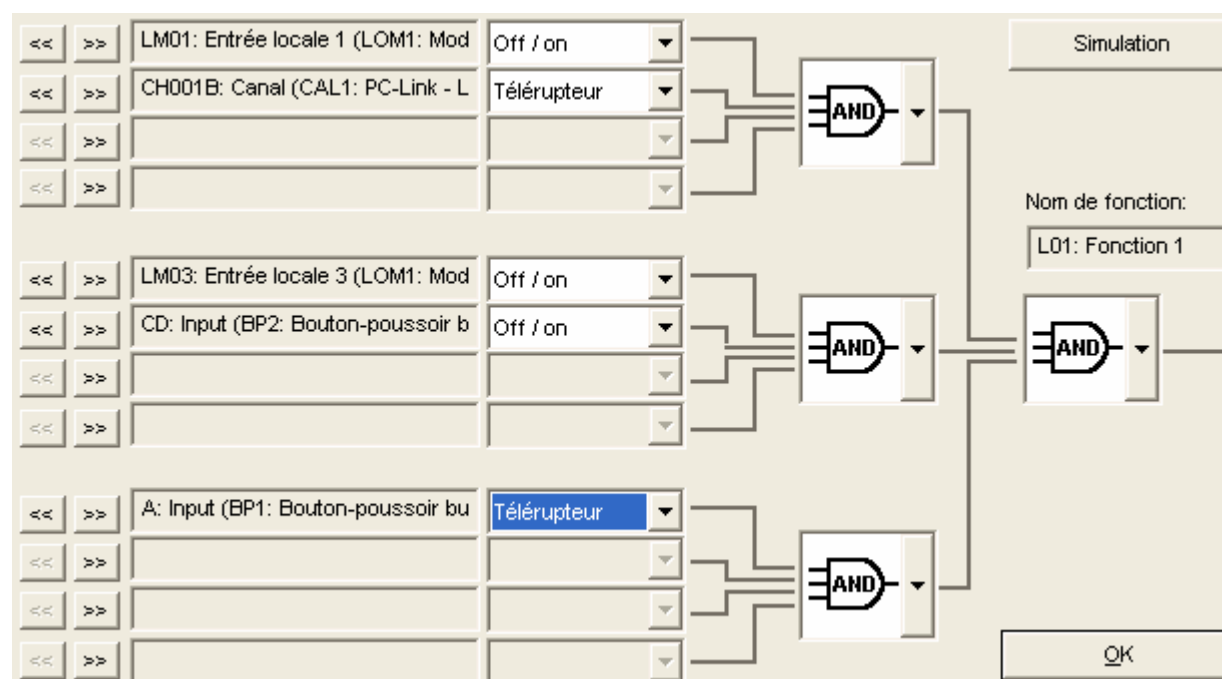 << >> LM01: Entrée locale 1 (LOM1: Mod Off / on
Simulation
<< >> CH001B: Canal (CAL1: PC-Link - L Télérupteur
AND
<< >>
<< >>
Nom de fonction:
L01: Fonction 1
<< >> LM03: Entrée locale 3 (LOM1: Mod Off / on
<< >> CD: Input (BP2: Bouton-poussoir b Off / on
AND AND
<< >>
<< >>
<< >> A: Input (BP1: Bouton-poussoir bu Télérupteur
<< >>
AND
<< >>
<< >>
OK